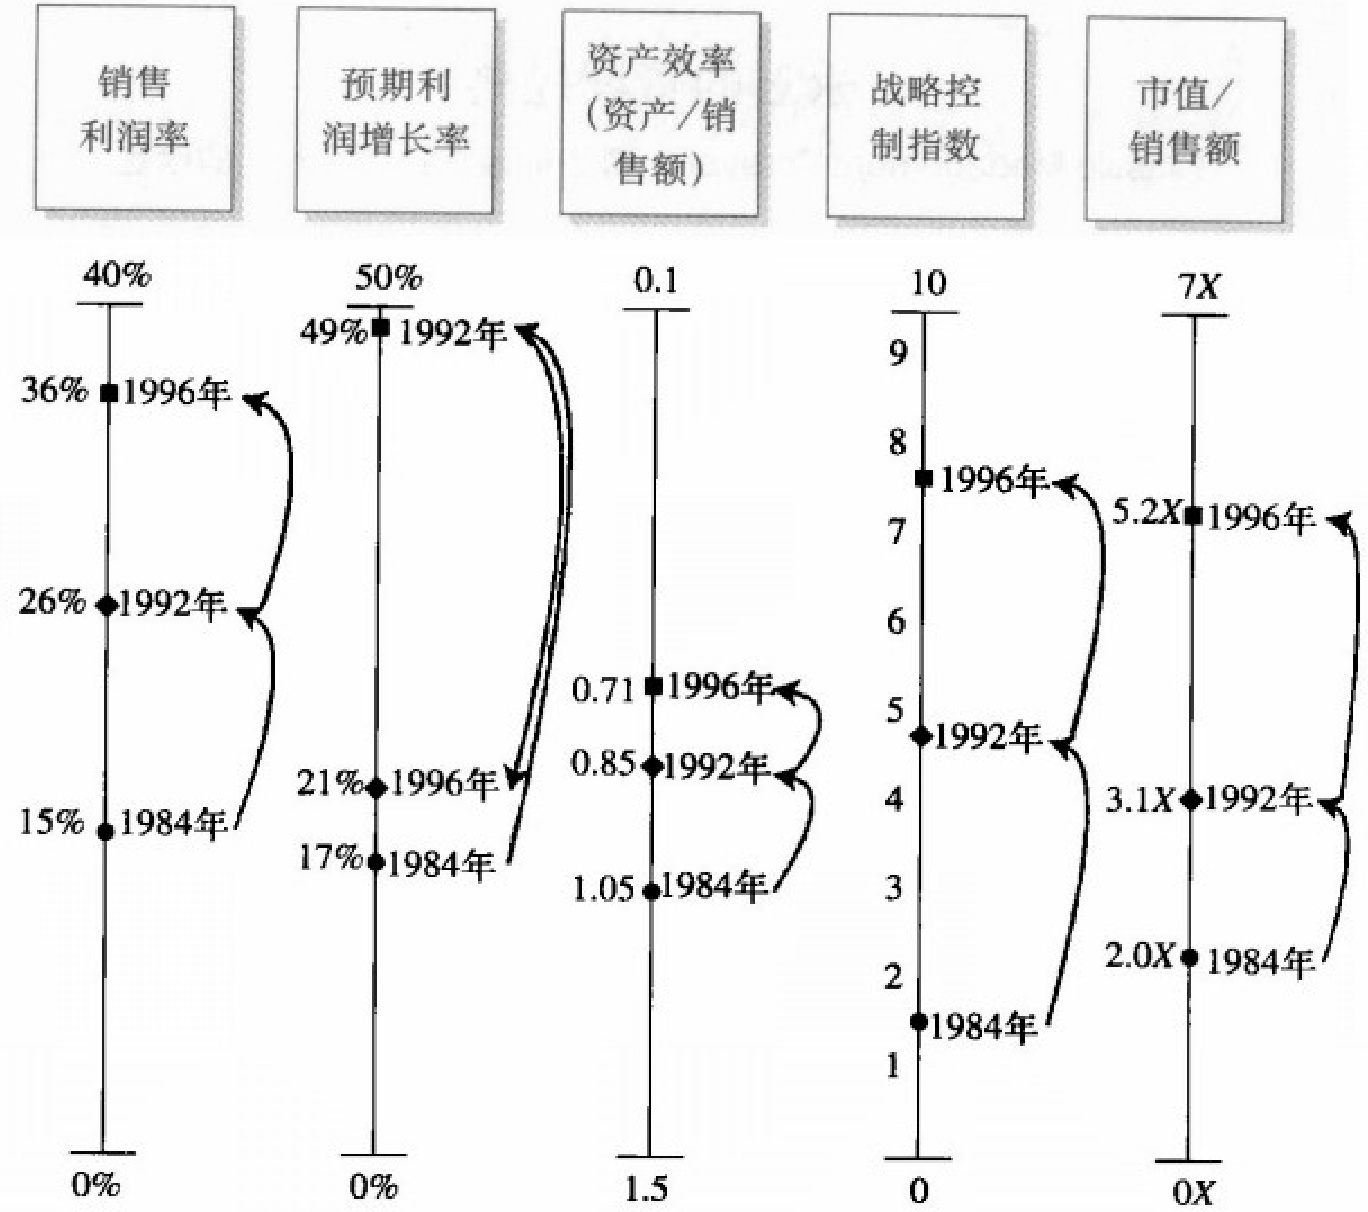 销售
利润率
预期利
润增长率
资产效率
(资产/销
售额)
战略控
制指数
市值/
销售额
40%
36% 1996年
26% 1992年
15% 1984年
0%
50%
49% 1992年
21% 1996年
17% 1984年
0%
0.1
0.71 1996年
0.85 1992年
1.05 1984年
1.5
10
9
8
1996年
7
6
5
1992年
4
3
2
1984年
1
0
7X
5.2X 1996年
3.1X 1992年
2.0X 1984年
0X